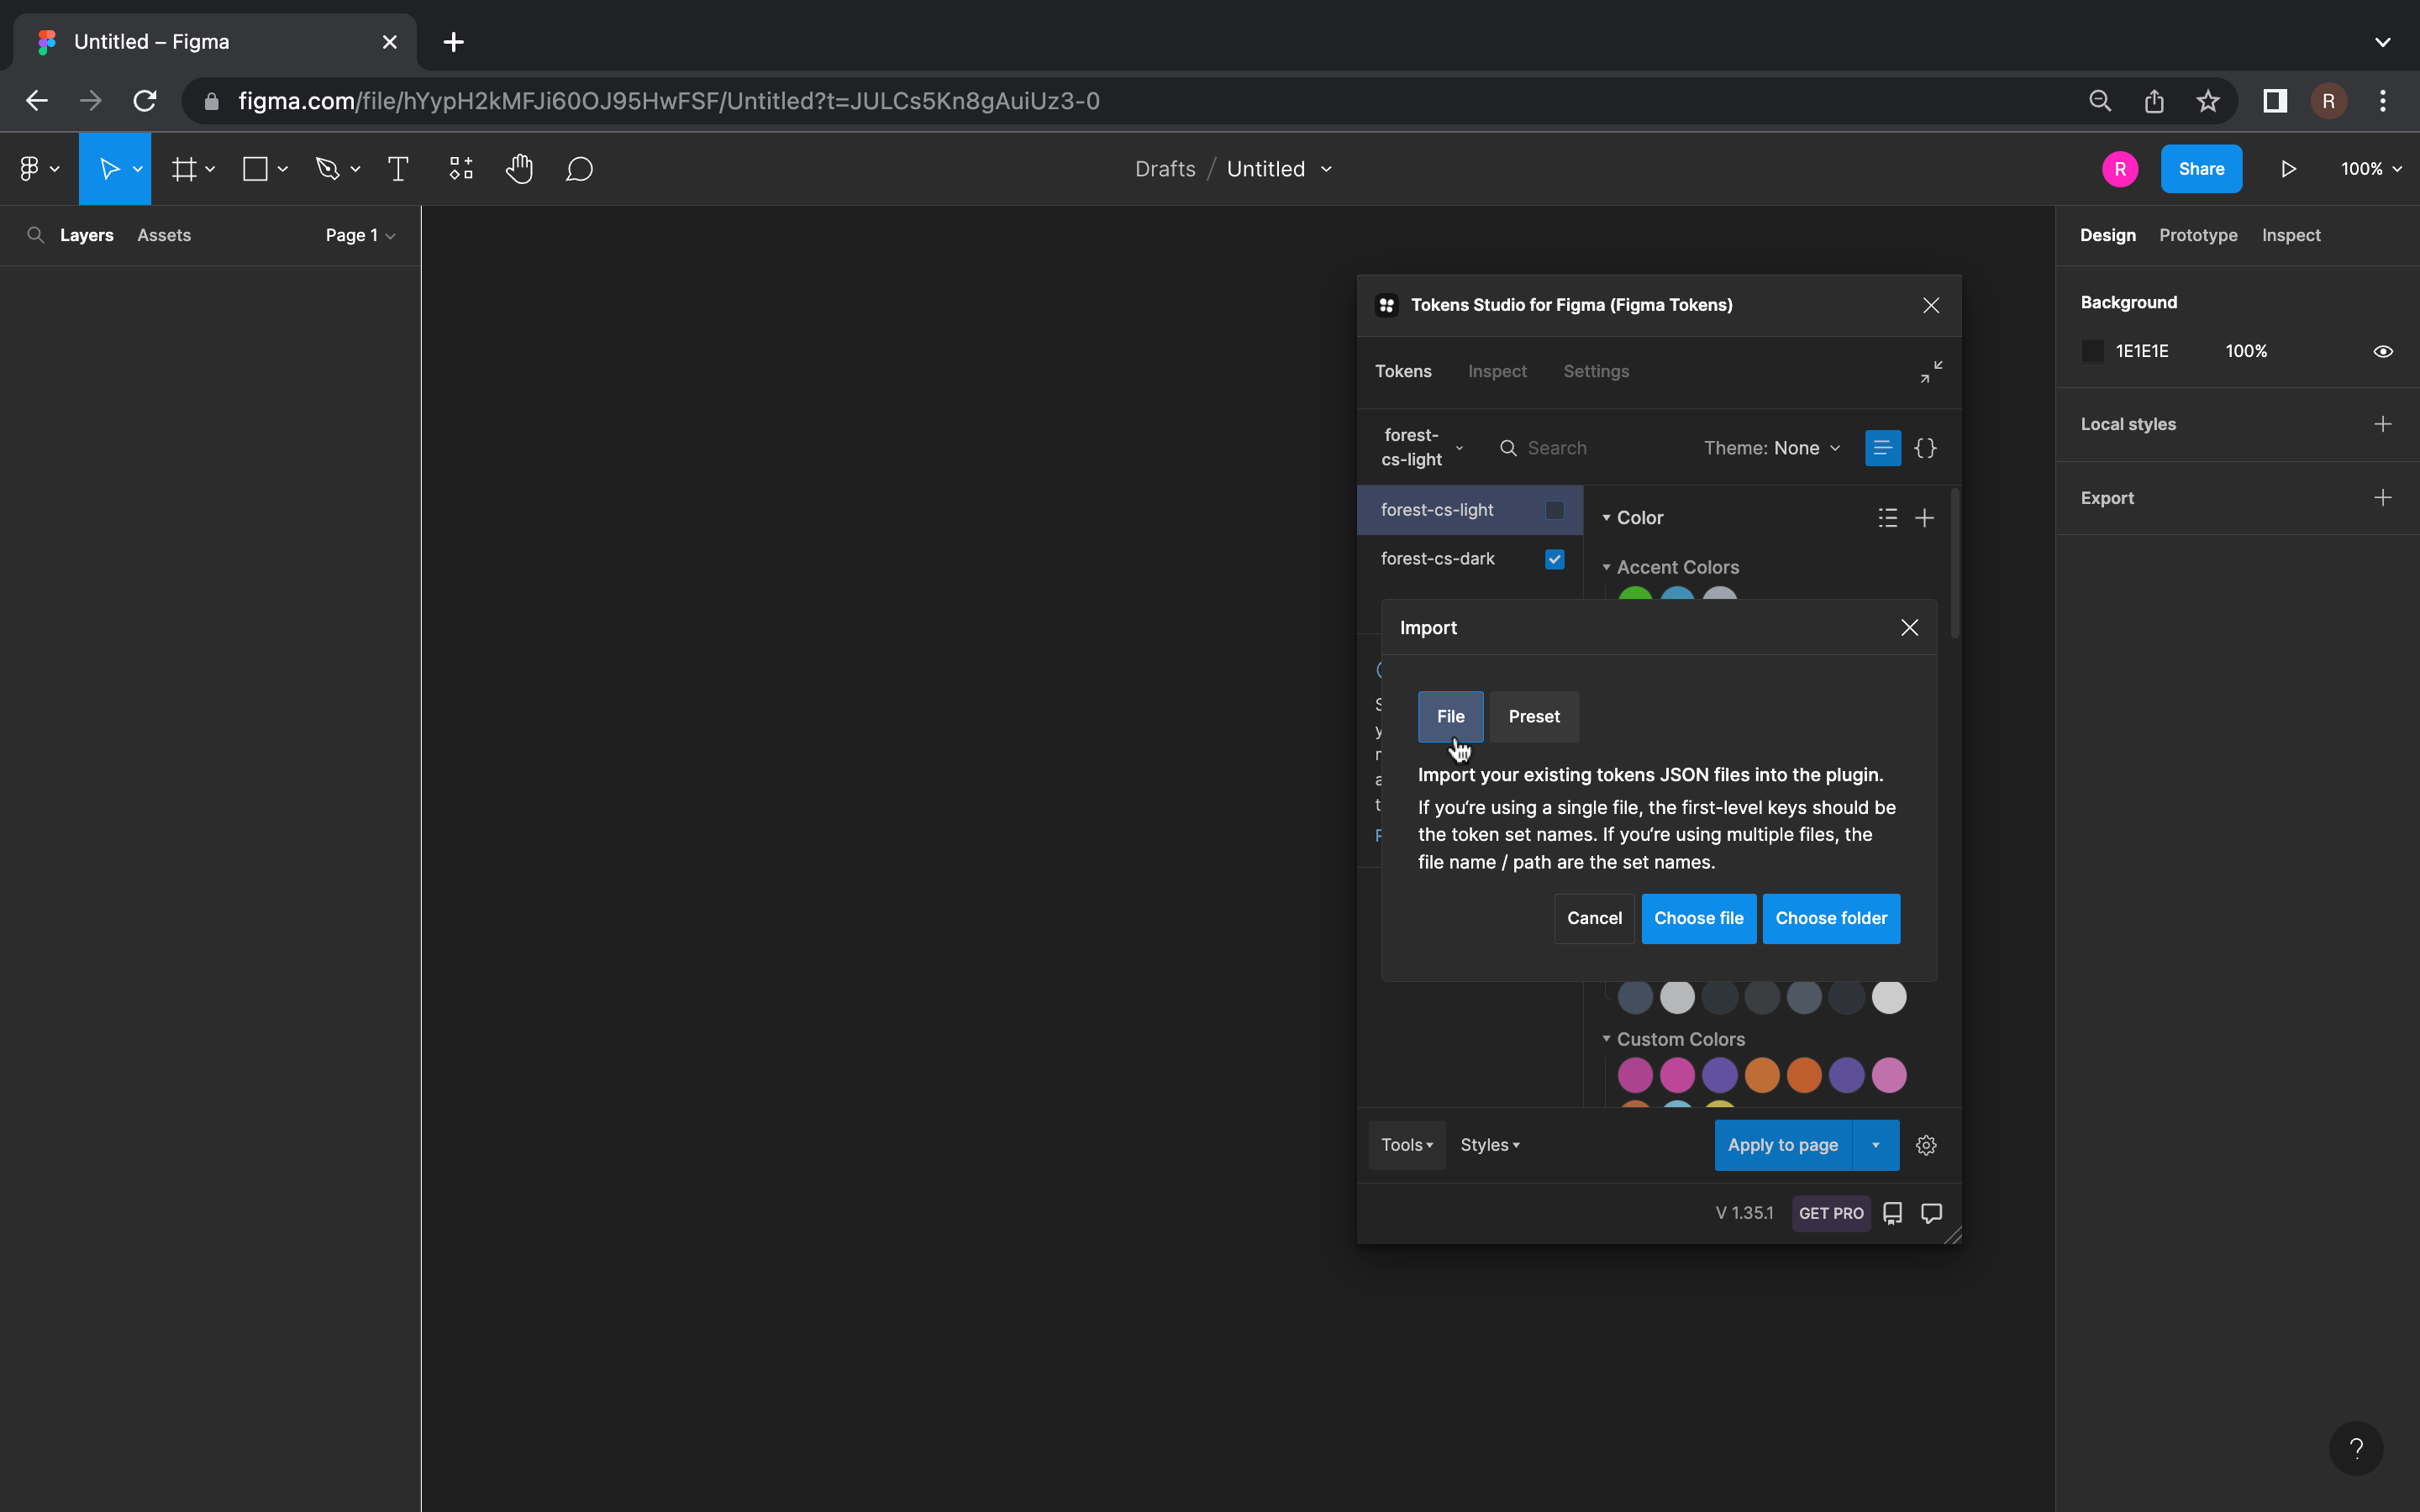 Untitled – Figma
figma.com/file/hYypH2kMFJi60OJ95HwFSF/Untitled?t=JULCs5Kn8gAuiUz3-0
R
Drafts / Untitled
R
Share
100%
Layers
Assets
Page 1
Design
Prototype
Inspect
Background
1E1E1E
100%
Local styles
Export
Tokens Studio for Figma (Figma Tokens)
Tokens
Inspect
Settings
forest-
cs-light
Search
Theme: None
{}
forest-cs-light
forest-cs-dark
Color
Accent Colors
Import
File
Preset
Import your existing tokens JSON files into the plugin.
If you're using a single file, the first-level keys should be
the token set names. If you're using multiple files, the
file name / path are the set names.
Cancel
Choose file
Choose folder
Custom Colors
Tools
Styles
Apply to page
V 1.35.1
GET PRO
?